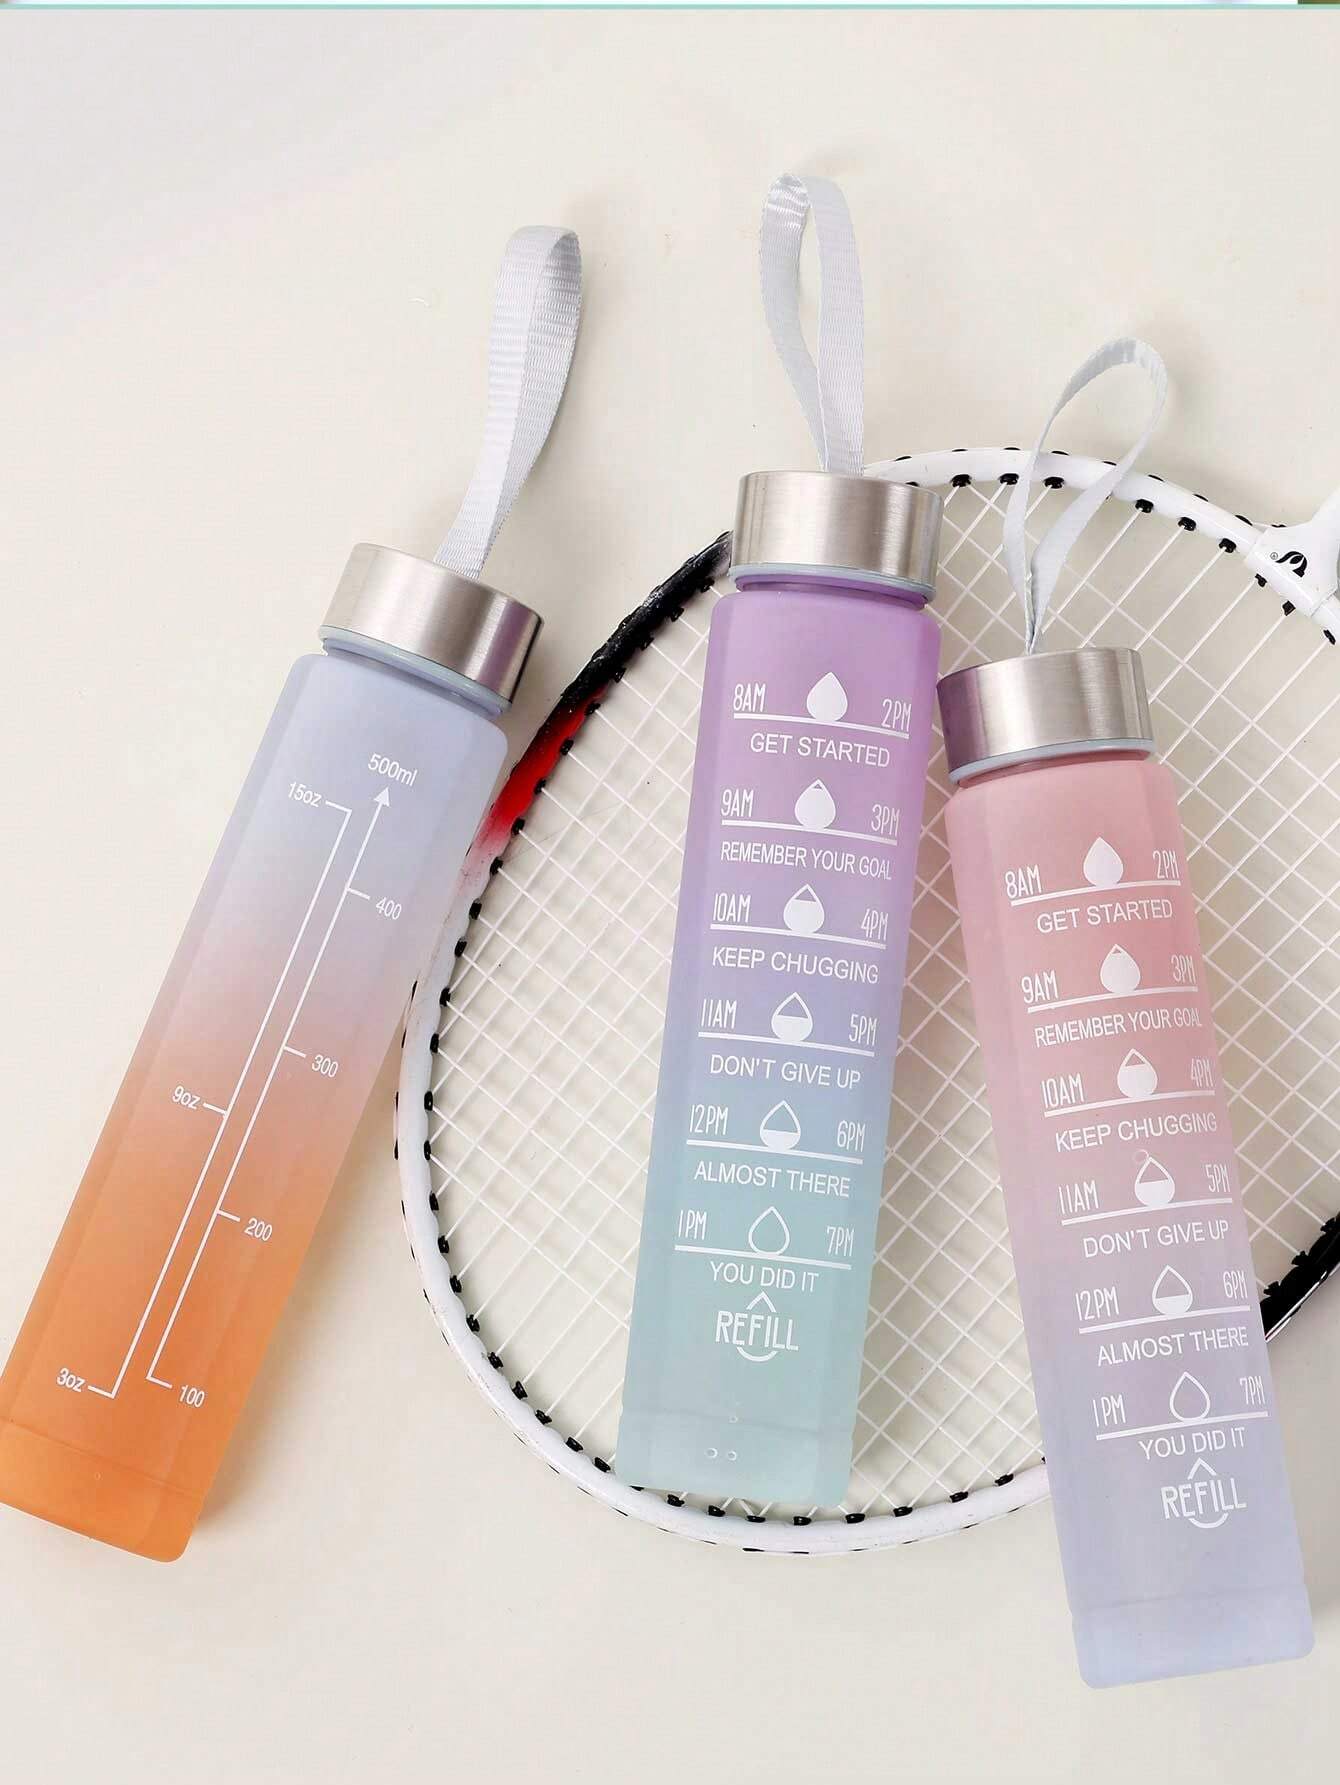 500ml
15oz
400
300
9oz
200
3oz
100
8AM 2PM
GET STARTED
9AM 3PM
REMEMBER YOUR GOAL
10AM 4PM
KEEP CHUGGING
11AM 5PM
DON'T GIVE UP
12PM 6PM
ALMOST THERE
1PM 7PM
YOU DID IT
REFILL
8AM 2PM
GET STARTED
9AM 3PM
REMEMBER YOUR GOAL
10AM 4PM
KEEP CHUGGING
11AM 5PM
DON'T GIVE UP
12PM 6PM
ALMOST THERE
1PM 7PM
YOU DID IT
REFILL